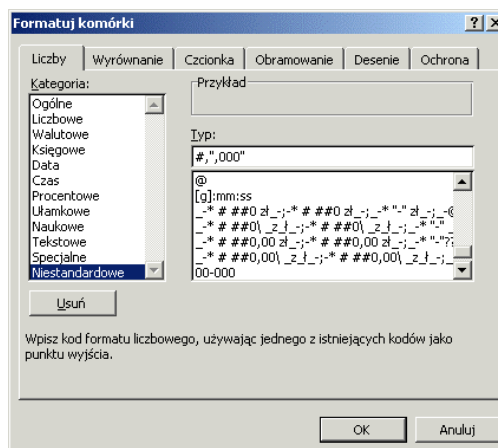 Formatuj komórki
Liczby Wyrównanie Czcionka Obramowanie Desenie Ochrona
Kategoria:
Ogólne
Liczbowe
Walutowe
Księgowe
Data
Czas
Procentowe
Ułamkowe
Naukowe
Tekstowe
Specjalne
Niestandardowe
Przykład
Typ:
#,",000"
@
[g]:mm:ss
_-* # ##0 zł_-;-* # ##0 zł_-;_-* "-" zł_-;_-@
_-* # ##0\ _z_ł_-;-* # ##0\ _z_ł_-;_-* "-"\ _
_-* # ##0,00 zł_-;-* # ##0,00 zł_-;_-* "-"??
_-* # ##0,00\ _z_ł_-;-* # ##0,00\ _z_ł_-;_
00-000
Usuń
Wpisz kod formatu liczbowego, używając jednego z istniejących kodów jako
punktu wyjścia.
OK Anuluj